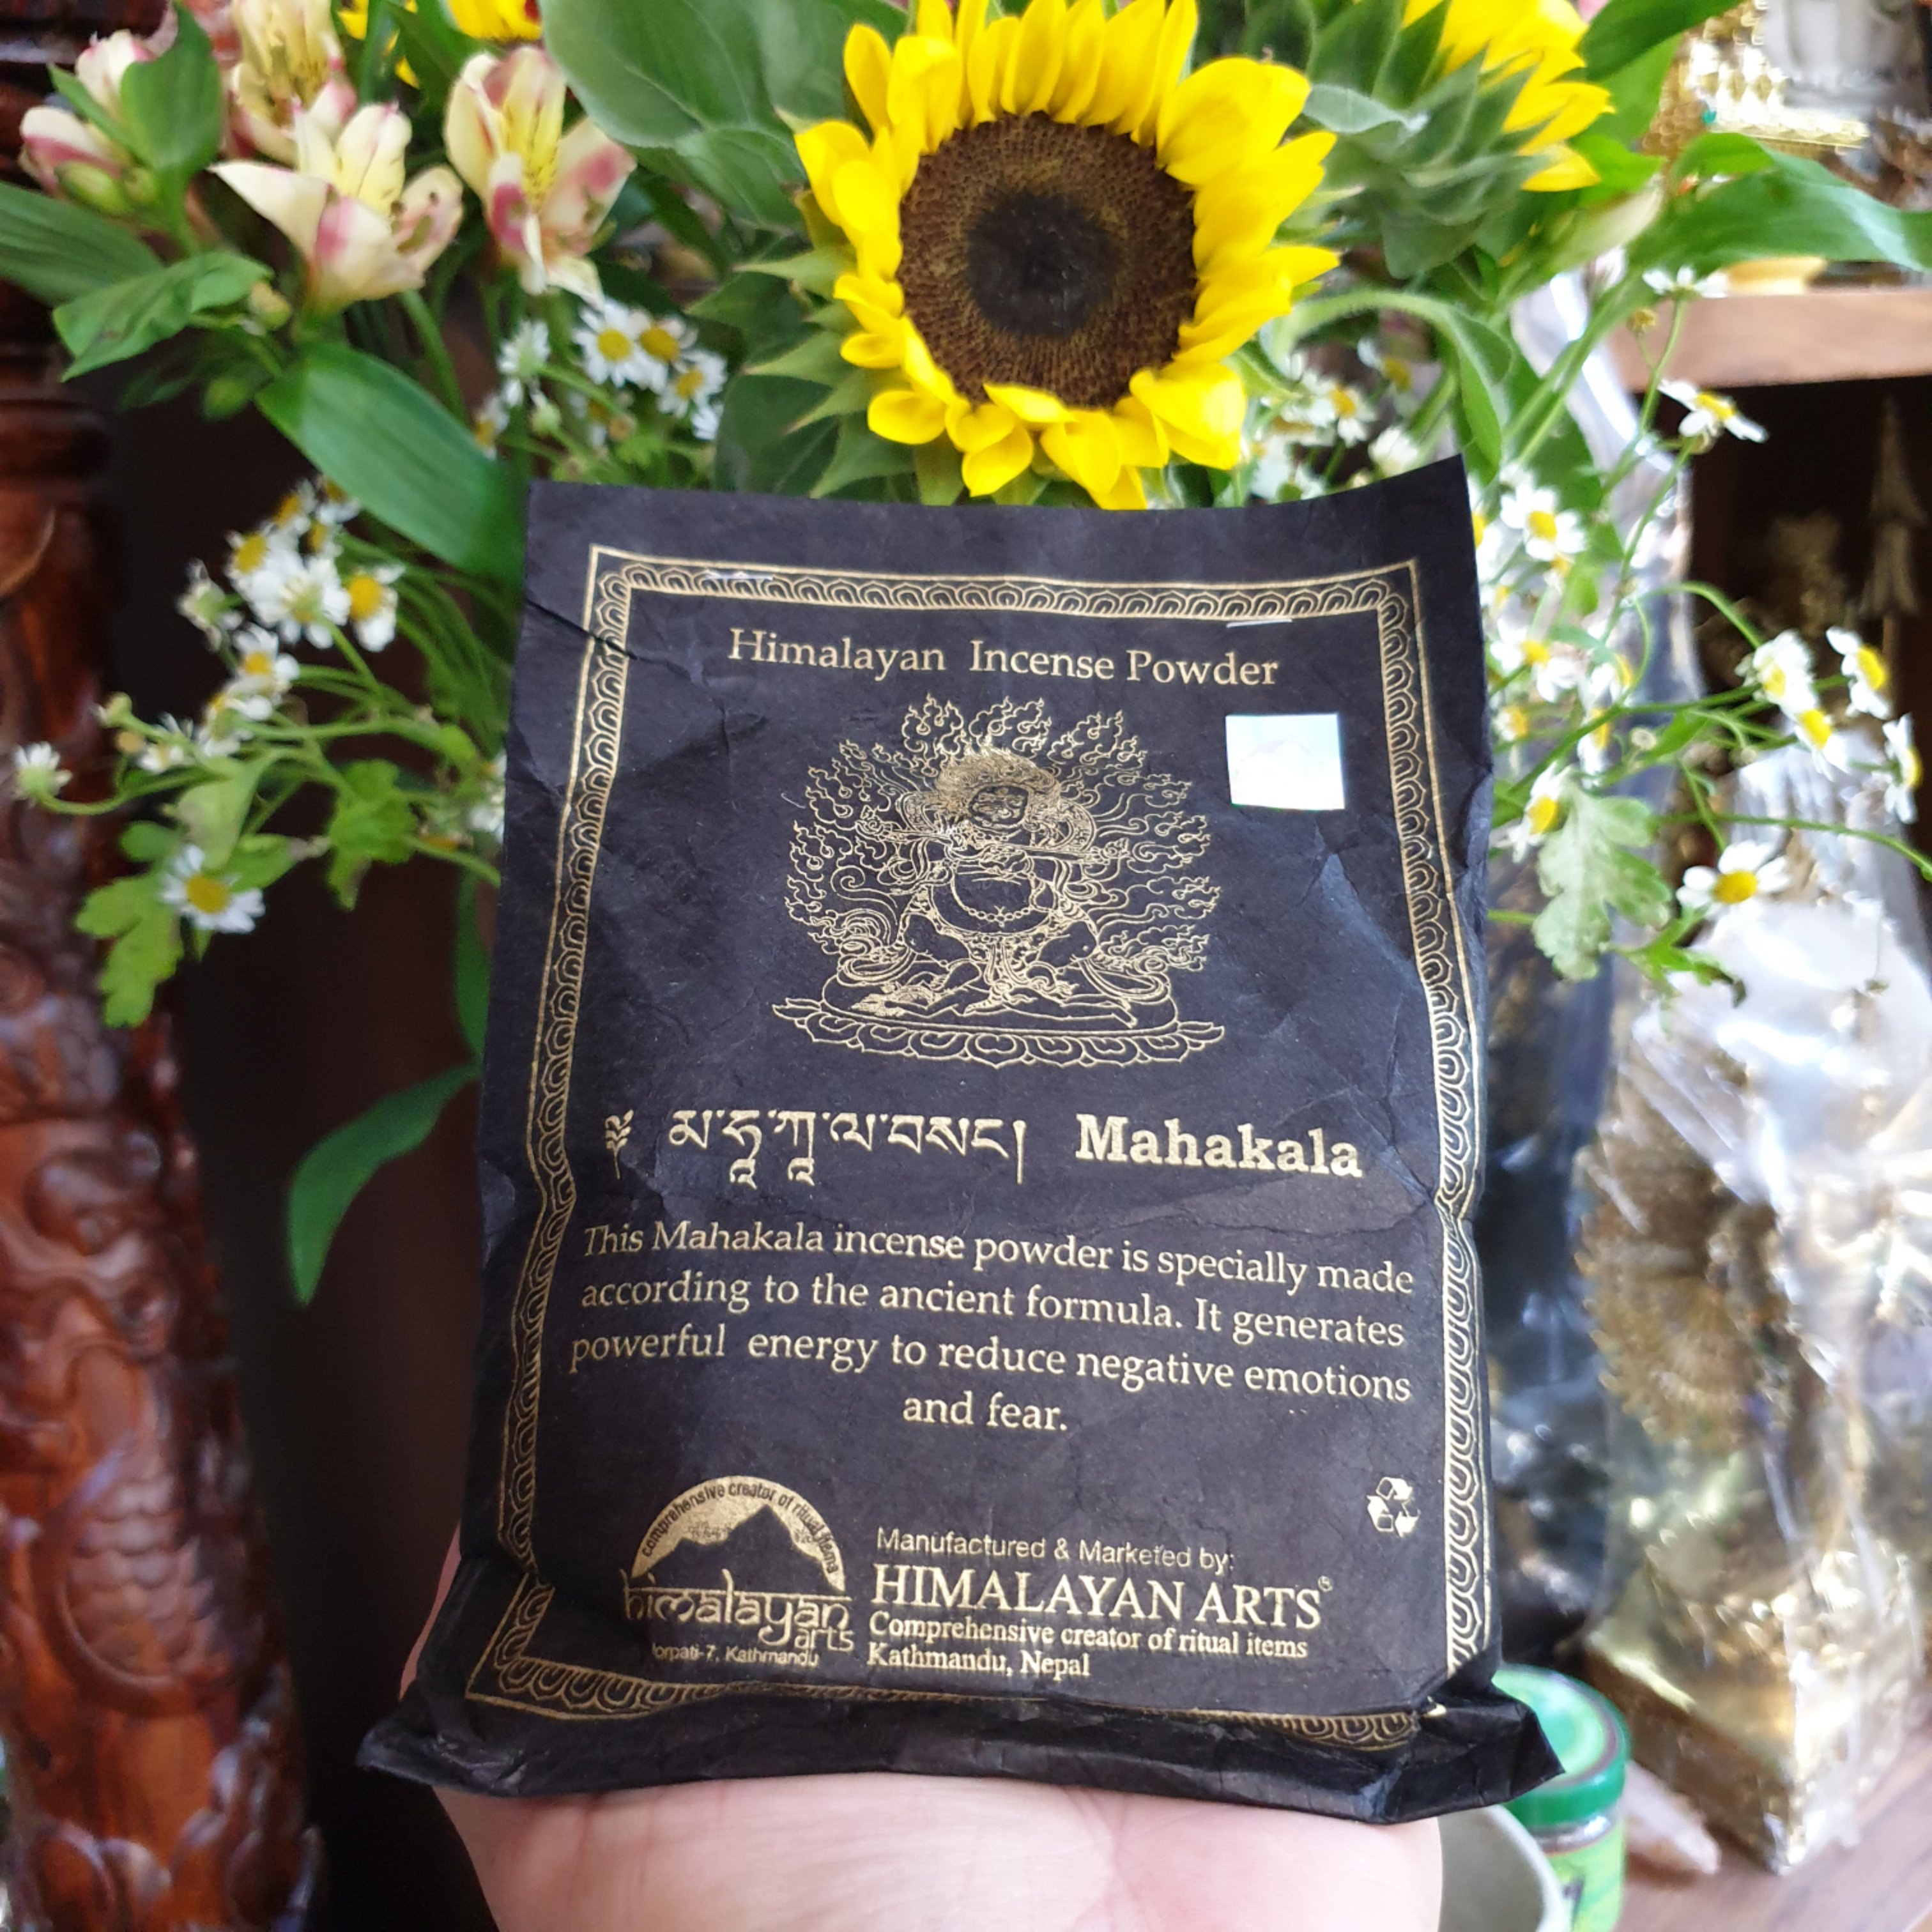 Himalayan Incense Powder
མ་ཧཱ་ཀཱ་ལ་བསང། Mahakala
This Mahakala incense powder is specially made
according to the ancient formula. It generates
powerful energy to reduce negative emotions
and fear.
comprehensive creator of ritual items
himalayan
arts
Kathmandu
Manufactured & Marketed by:
HIMALAYAN ARTS®
Comprehensive creator of ritual items
Kathmandu, Nepal